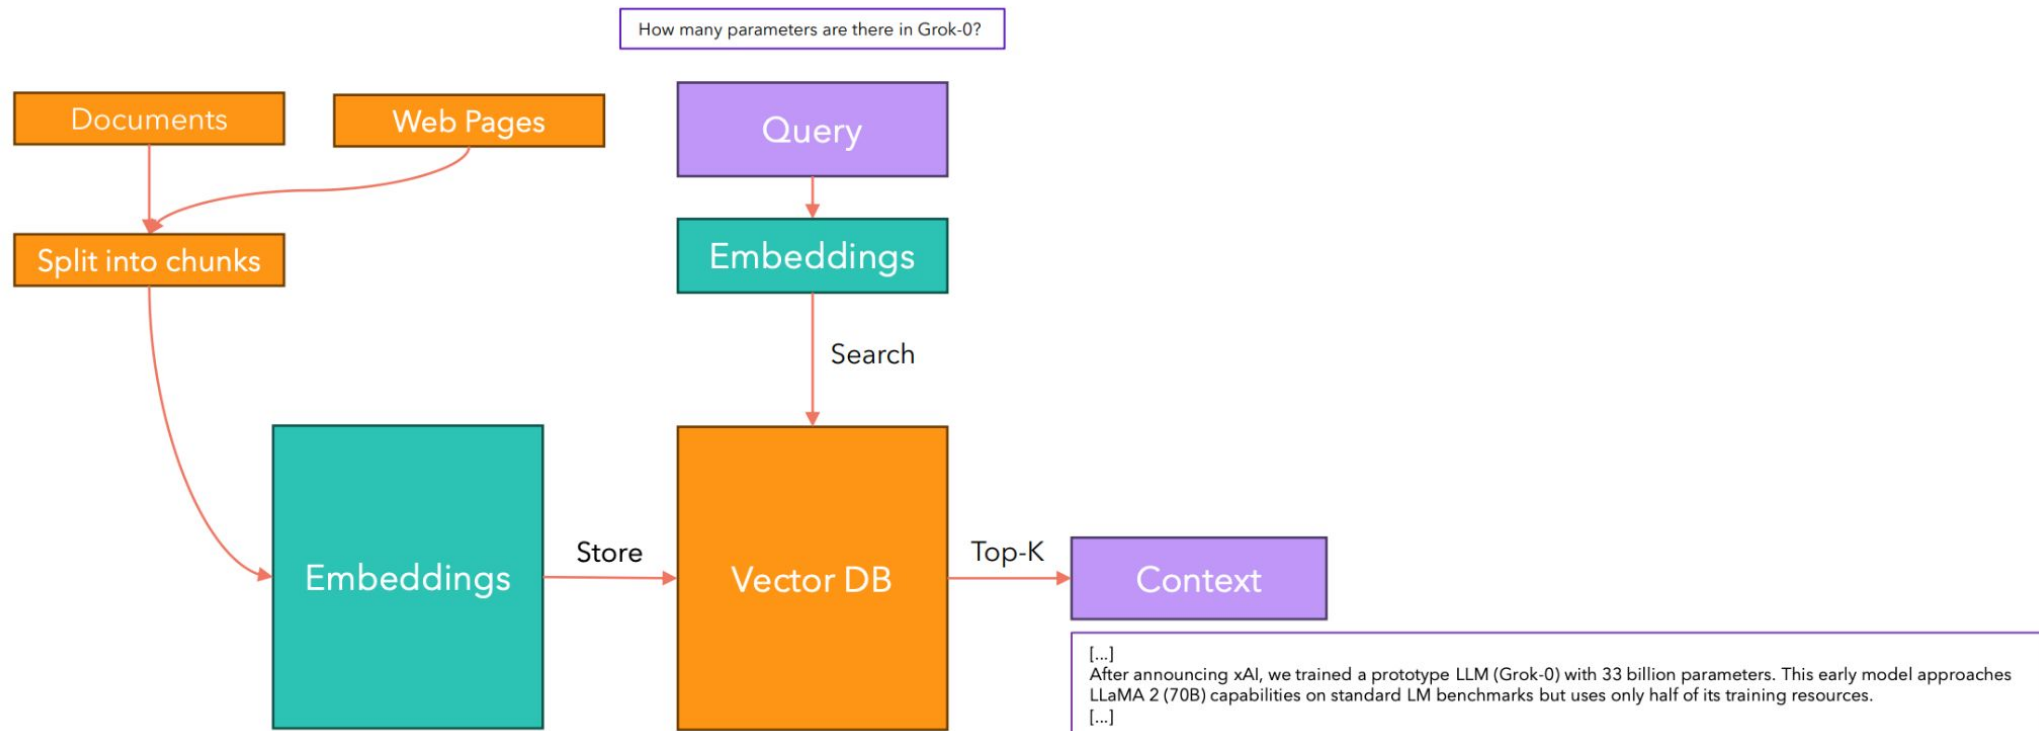 How many parameters are there in Grok-0?
Documents
Web Pages
Query
Split into chunks
Embeddings
Search
Embeddings
Store
Vector DB
Top-K
Context
[...]
After announcing xAI, we trained a prototype LLM (Grok-0) with 33 billion parameters. This early model approaches
LLaMA 2 (70B) capabilities on standard LM benchmarks but uses only half of its training resources.
[...]